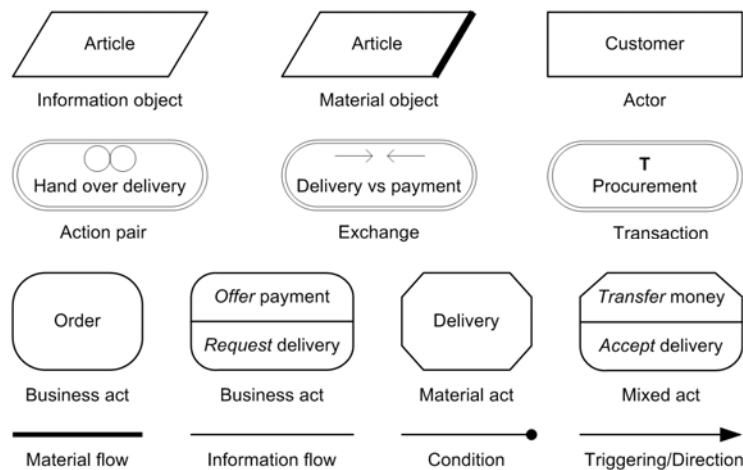 Article
Article
Customer
Information object
Material object
Actor
Hand over delivery
Delivery vs payment
T
Procurement
Action pair
Exchange
Transaction
Order
Offer payment
Request delivery
Delivery
Transfer money
Accept delivery
Business act
Business act
Material act
Mixed act
Material flow
Information flow
Condition
Triggering/Direction